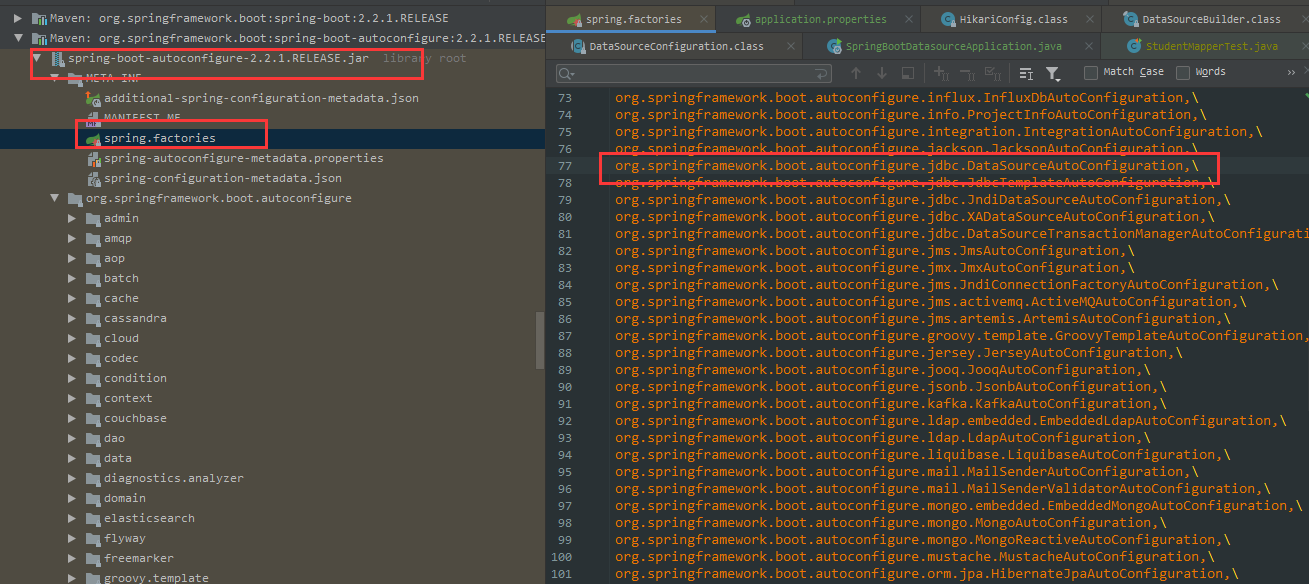 Maven: org.springframework.boot:spring-boot:2.2.1.RELEASE
Maven: org.springframework.boot:spring-boot-autoconfigure:2.2.1.RELEASE
spring-boot-autoconfigure-2.2.1.RELEASE.jar library root
META-INF
additional-spring-configuration-metadata.json
MANIFEST.MF
spring.factories
spring-autoconfigure-metadata.properties
spring-configuration-metadata.json
org.springframework.boot.autoconfigure
admin
amqp
aop
batch
cache
cassandra
cloud
codec
condition
context
couchbase
dao
data
diagnostics.analyzer
domain
elasticsearch
flyway
freemarker
groovy.template
spring.factories application.properties HikariConfig.class DataSourceBuilder.class
DataSourceConfiguration.class SpringBootDatasourceApplication.java StudentMapperTest.java
Match Case Words
73 org.springframework.boot.autoconfigure.influx.InfluxDbAutoConfiguration,\
74 org.springframework.boot.autoconfigure.info.ProjectInfoAutoConfiguration,\
75 org.springframework.boot.autoconfigure.integration.IntegrationAutoConfiguration,\
76 org.springframework.boot.autoconfigure.jackson.JacksonAutoConfiguration,\
77 org.springframework.boot.autoconfigure.jdbc.DataSourceAutoConfiguration,\
78 org.springframework.boot.autoconfigure.jdbc.JdbcTemplateAutoConfiguration,\
79 org.springframework.boot.autoconfigure.jdbc.JndiDataSourceAutoConfiguration,\
80 org.springframework.boot.autoconfigure.jdbc.XADataSourceAutoConfiguration,\
81 org.springframework.boot.autoconfigure.jdbc.DataSourceTransactionManagerAutoConfigurati
82 org.springframework.boot.autoconfigure.jms.JmsAutoConfiguration,\
83 org.springframework.boot.autoconfigure.jmx.JmxAutoConfiguration,\
84 org.springframework.boot.autoconfigure.jms.JndiConnectionFactoryAutoConfiguration,\
85 org.springframework.boot.autoconfigure.jms.activemq.ActiveMQAutoConfiguration,\
86 org.springframework.boot.autoconfigure.jms.artemis.ArtemisAutoConfiguration,\
87 org.springframework.boot.autoconfigure.groovy.template.GroovyTemplateAutoConfiguration,
88 org.springframework.boot.autoconfigure.jersey.JerseyAutoConfiguration,\
89 org.springframework.boot.autoconfigure.jooq.JooqAutoConfiguration,\
90 org.springframework.boot.autoconfigure.jsonb.JsonbAutoConfiguration,\
91 org.springframework.boot.autoconfigure.kafka.KafkaAutoConfiguration,\
92 org.springframework.boot.autoconfigure.ldap.embedded.EmbeddedLdapAutoConfiguration,\
93 org.springframework.boot.autoconfigure.ldap.LdapAutoConfiguration,\
94 org.springframework.boot.autoconfigure.liquibase.LiquibaseAutoConfiguration,\
95 org.springframework.boot.autoconfigure.mail.MailSenderAutoConfiguration,\
96 org.springframework.boot.autoconfigure.mail.MailSenderValidatorAutoConfiguration,\
97 org.springframework.boot.autoconfigure.mongo.embedded.EmbeddedMongoAutoConfiguration,\
98 org.springframework.boot.autoconfigure.mongo.MongoAutoConfiguration,\
99 org.springframework.boot.autoconfigure.mongo.MongoReactiveAutoConfiguration,\
100 org.springframework.boot.autoconfigure.mustache.MustacheAutoConfiguration,\
101 org.springframework.boot.autoconfigure.orm.jpa.HibernateJpaAutoConfiguration,\